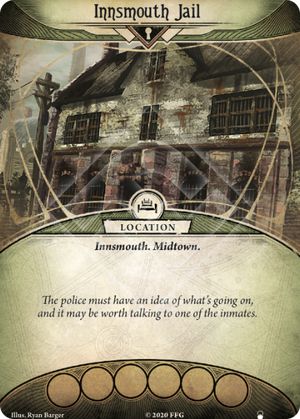 Innsmouth Jail
LOCATION
Innsmouth. Midtown.
The police must have an idea of what's going on,
and it may be worth talking to one of the inmates.
Illus. Ryan Barger
© 2020 FFG